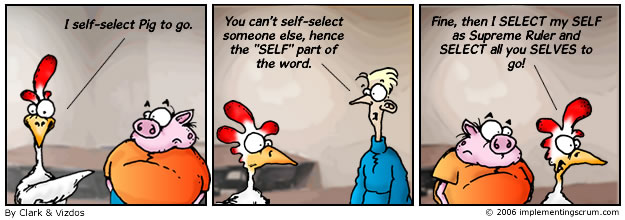 I self-select Pig to go.
You can't self-select
someone else, hence
the "SELF" part of
the word.
Fine, then I SELECT my SELF
as Supreme Ruler and
SELECT all you SELVES to
go!
By Clark & Vizdos
© 2006 implementingscrum.com